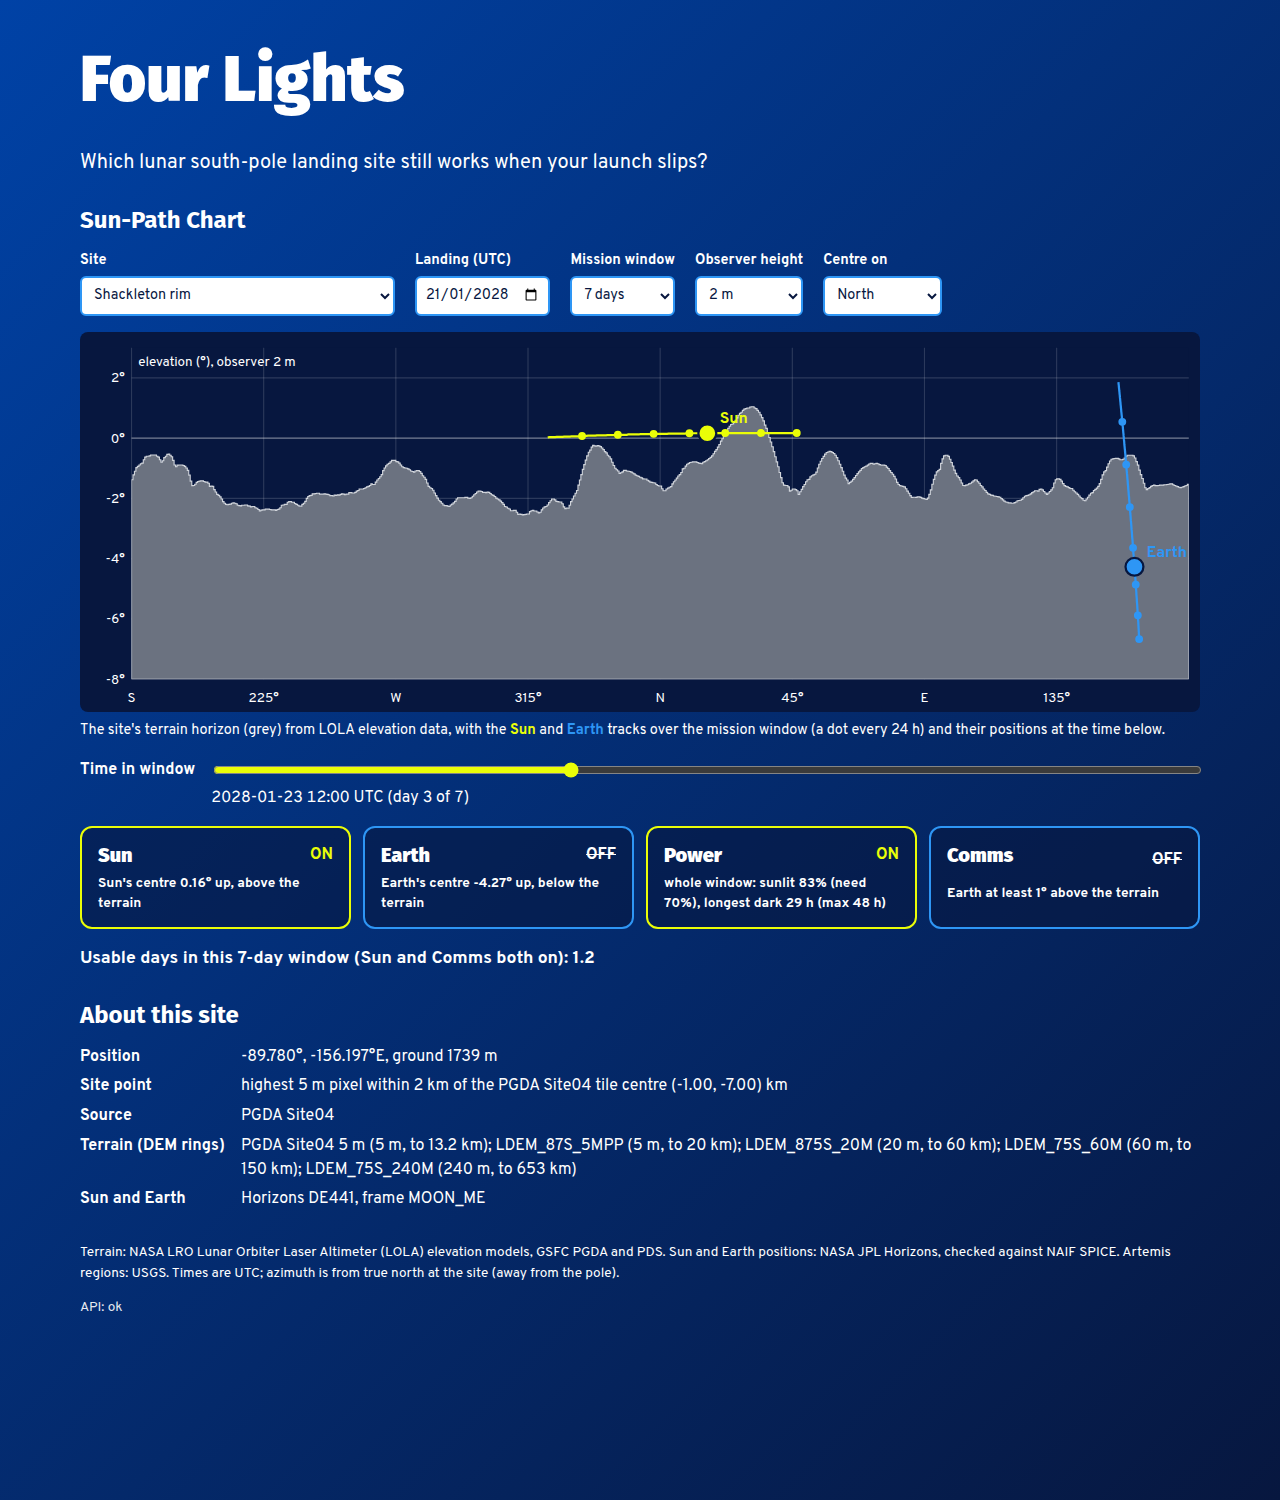 Four Lights
Which lunar south-pole landing site still works when your launch slips?
Sun-Path Chart
Site
Landing (UTC)
Mission window
Observer height
Centre on
Shackleton rim
21/01/2028
7 days
2 m
North
elevation (°), observer 2 m
2°
0°
-2°
-4°
-6°
-8°
Sun
Earth
S
225°
W
315°
N
45°
E
135°
The site's terrain horizon (grey) from LOLA elevation data, with the Sun and Earth tracks over the mission window (a dot every 24 h) and their positions at the time below.
Time in window
2028-01-23 12:00 UTC (day 3 of 7)
Sun
ON
Sun's centre 0.16° up, above the
terrain
Earth
OFF
Earth's centre -4.27° up, below the
terrain
Power
ON
whole window: sunlit 83% (need
70%), longest dark 29 h (max 48 h)
Comms
OFF
Earth at least 1° above the terrain
Usable days in this 7-day window (Sun and Comms both on): 1.2
About this site
Position
-89.780°, -156.197°E, ground 1739 m
Site point
highest 5 m pixel within 2 km of the PGDA Site04 tile centre (-1.00, -7.00) km
Source
PGDA Site04
Terrain (DEM rings)
PGDA Site04 5 m (5 m, to 13.2 km); LDEM_87S_5MPP (5 m, to 20 km); LDEM_875S_20M (20 m, to 60 km); LDEM_75S_60M (60 m, to
150 km); LDEM_75S_240M (240 m, to 653 km)
Sun and Earth
Horizons DE441, frame MOON_ME
Terrain: NASA LRO Lunar Orbiter Laser Altimeter (LOLA) elevation models, GSFC PGDA and PDS. Sun and Earth positions: NASA JPL Horizons, checked against NAIF SPICE. Artemis
regions: USGS. Times are UTC; azimuth is from true north at the site (away from the pole).
API: ok